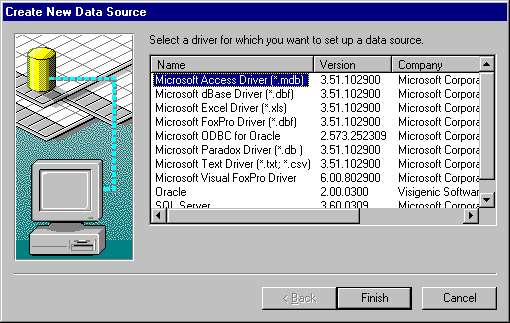 Create New Data Source
Select a driver for which you want to set up a data source.
Name Version Company
Microsoft Access Driver (*.mdb) 3.51.102900 Microsoft Corpora
Microsoft dBase Driver (*.dbf) 3.51.102900 Microsoft Corpora
Microsoft Excel Driver (*.xls) 3.51.102900 Microsoft Corpora
Microsoft FoxPro Driver (*.dbf) 3.51.102900 Microsoft Corpora
Microsoft ODBC for Oracle 2.573.252309 Microsoft Corpora
Microsoft Paradox Driver (*.db ) 3.51.102900 Microsoft Corpora
Microsoft Text Driver (*.txt; *.csv) 3.51.102900 Microsoft Corpora
Microsoft Visual FoxPro Driver 6.00.802900 Microsoft Corpora
Oracle 2.00.0300 Visigenic Software
SQL Server 3.60.0309 Microsoft Corpora
< Back Finish Cancel